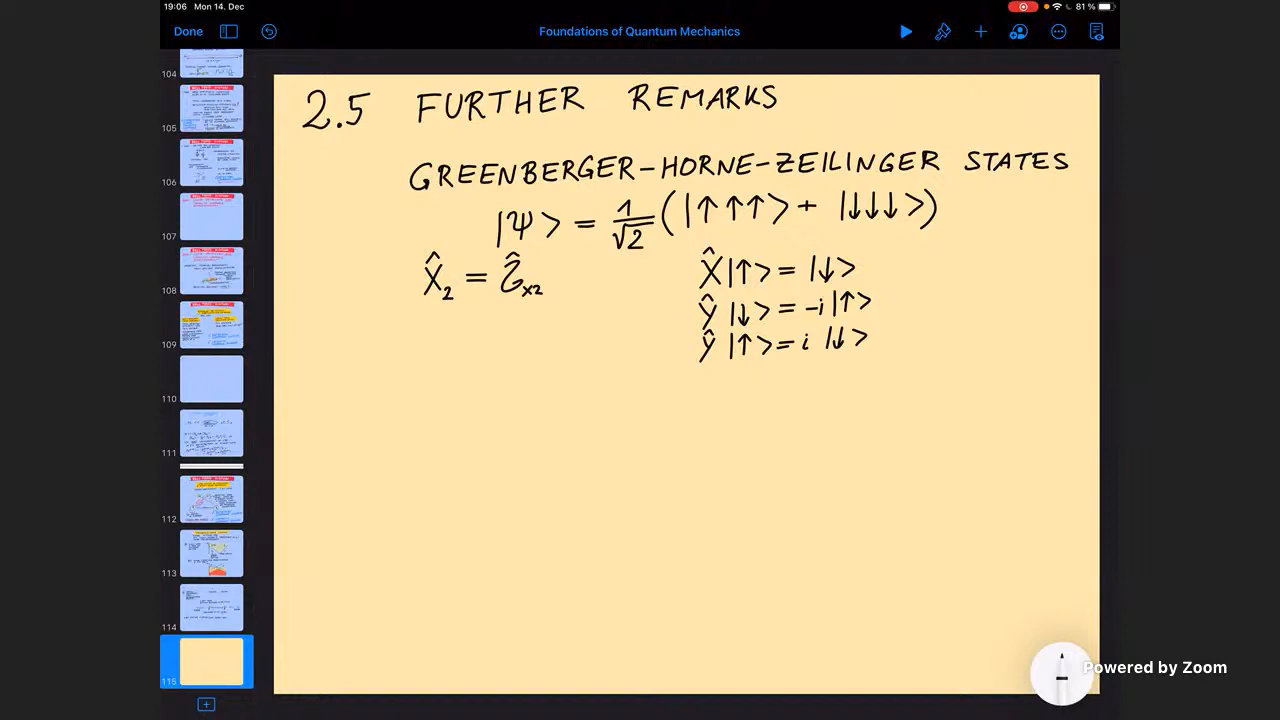 19:06 Mon 14. Dec
81 %
Done
Foundations of Quantum Mechanics
104
105
106
107
108
109
110
111
112
113
114
115
2.5 FURTHER REMARKS
GREENBERGER-HORNE-ZEILINGER STATES
|Ψ> = 1/√2 (|↑↑↑> + |↓↓↓>)
X̂₂ = σ̂ₓ₂
X̂|↑> = |↓>
Ŷ|↓> = -i|↑>
Ŷ|↑> = i|↓>
Powered by Zoom